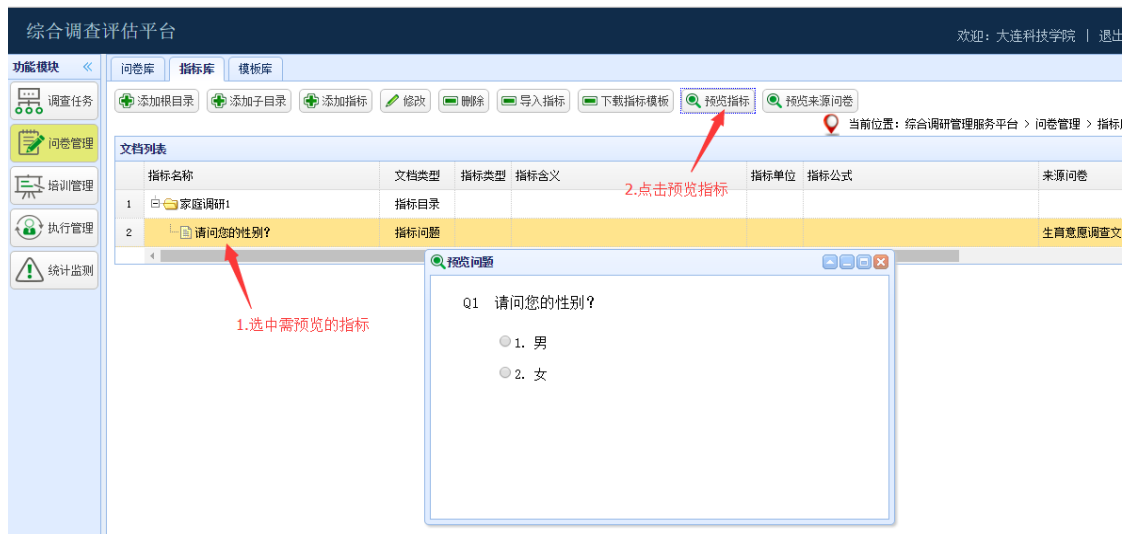 综合调查评估平台
欢迎: 大连科技学院 | 退出
功能模块 «
问卷库 指标库 模板库
调查任务
添加根目录 添加子目录 添加指标 修改 删除 导入指标 下载指标模板 预览指标 预览来源问卷
当前位置: 综合调研管理服务平台 > 问卷管理 > 指标
问卷管理
文档列表
指标名称 文档类型 指标类型 指标含义 指标单位 指标公式 来源问卷
培训管理
2.点击预览指标
1 家庭调研1 指标目录
执行管理
2 请问您的性别? 指标问题 生育意愿调查文
预览问题
统计监测
Q1 请问您的性别?
1.选中需预览的指标
1. 男
2. 女